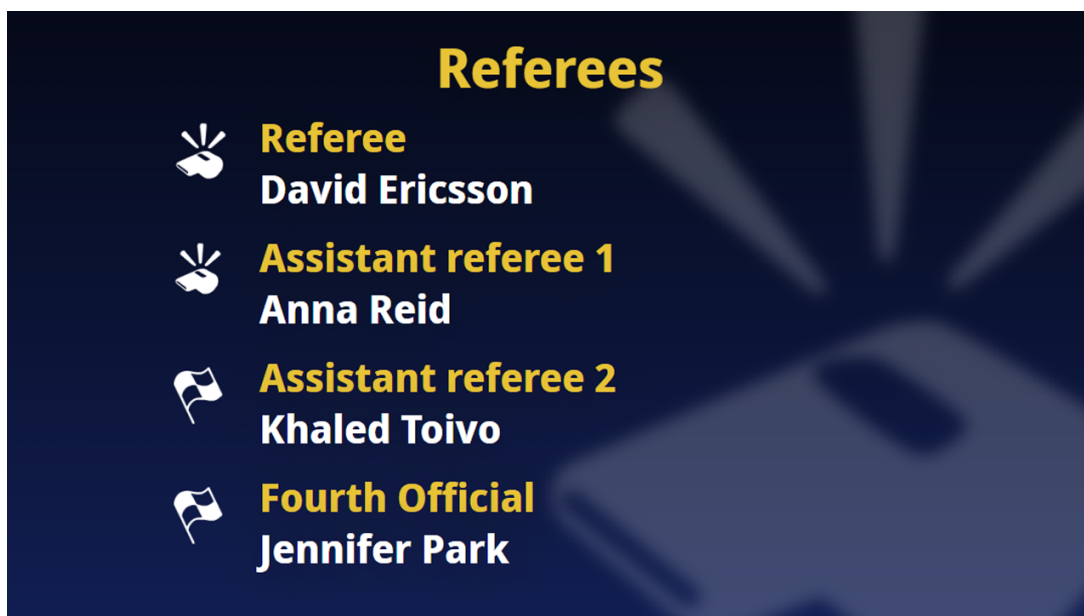 Referees
Referee
David Ericsson
Assistant referee 1
Anna Reid
Assistant referee 2
Khaled Toivo
Fourth Official
Jennifer Park